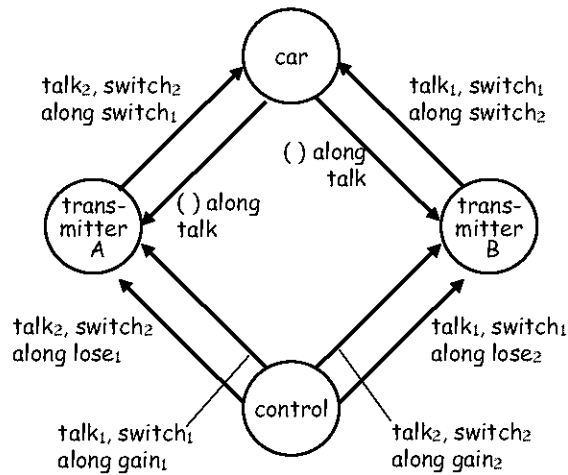 car
talk₂, switch₂
along switch₁
talk₁, switch₁
along switch₂
( ) along
talk
( ) along
talk
trans-
mitter
A
trans-
mitter
B
talk₂, switch₂
along lose₁
talk₁, switch₁
along lose₂
control
talk₁, switch₁
along gain₁
talk₂, switch₂
along gain₂